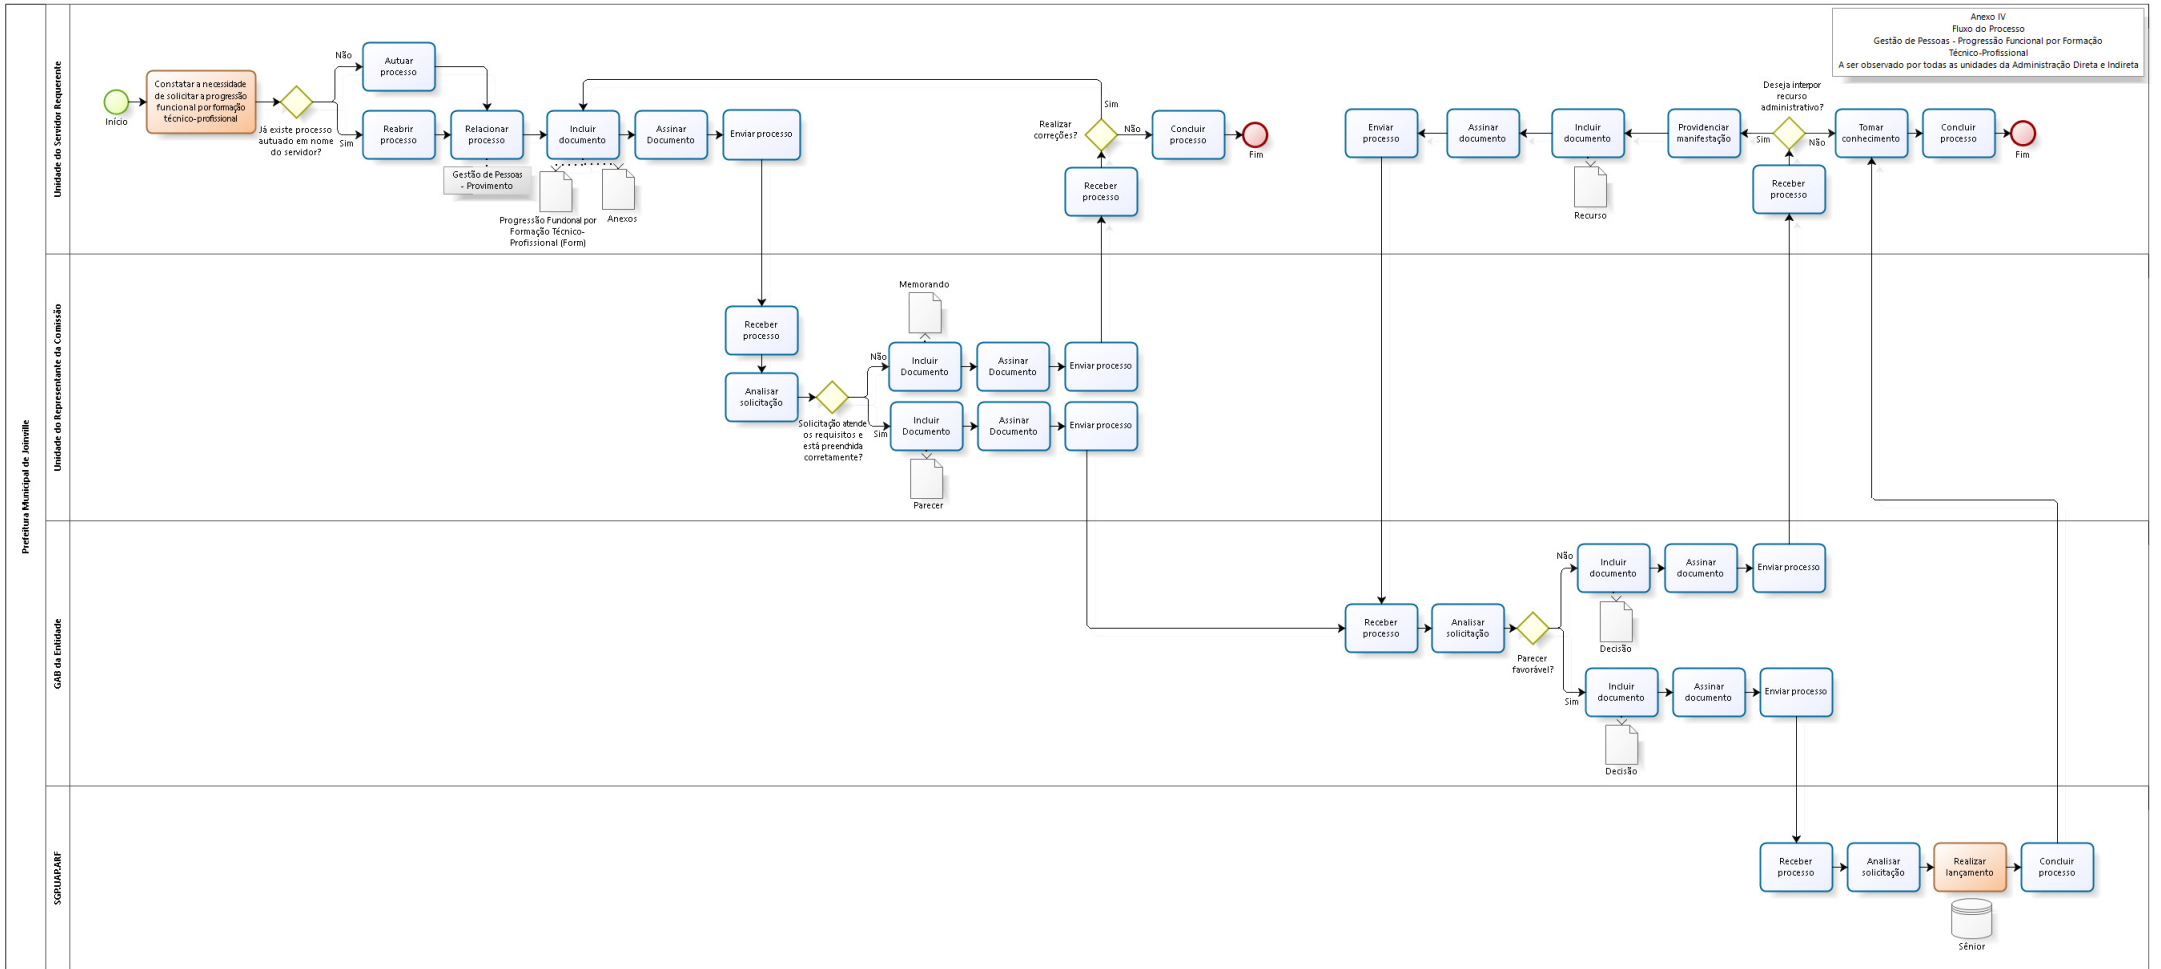 Anexo IV
Fluxo do Processo
Gestão de Pessoas - Progressão Funcional por Formação
Técnico-Profissional
A ser observado por todas as unidades da Administração Direta e Indireta
Prefeitura Municipal de Joinville
Unidade do Servidor Requerente
Início
Constatar a necessidade
de solicitar a progressão
funcional por formação
técnico-profissional
Já existe processo
autuado em nome
do servidor?
Não
Sim
Autuar
processo
Reabrir
processo
Relacionar
processo
Gestão de Pessoas
- Provimento
Incluir
documento
Progressão Funcional por
Formação Técnico-
Profissional (Form)
Anexos
Assinar
Documento
Enviar processo
Realizar
correções?
Sim
Não
Receber
processo
Concluir
processo
Fim
Enviar
processo
Assinar
documento
Incluir
documento
Recurso
Providenciar
manifestação
Deseja interpor
recurso
administrativo?
Sim
Não
Receber
processo
Tomar
conhecimento
Concluir
processo
Fim
Unidade do Representante da Comissão
Receber
processo
Analisar
solicitação
Solicitação atende
os requisitos e
está preenchida
corretamente?
Não
Sim
Memorando
Incluir
Documento
Assinar
Documento
Enviar processo
Incluir
Documento
Parecer
Assinar
Documento
Enviar processo
GAB da Entidade
Receber
processo
Analisar
solicitação
Parecer
favorável?
Não
Sim
Incluir
documento
Decisão
Assinar
documento
Enviar processo
Incluir
documento
Decisão
Assinar
documento
Enviar processo
SGP.UAP.ARF
Receber
processo
Analisar
solicitação
Realizar
lançamento
Sênior
Concluir
processo